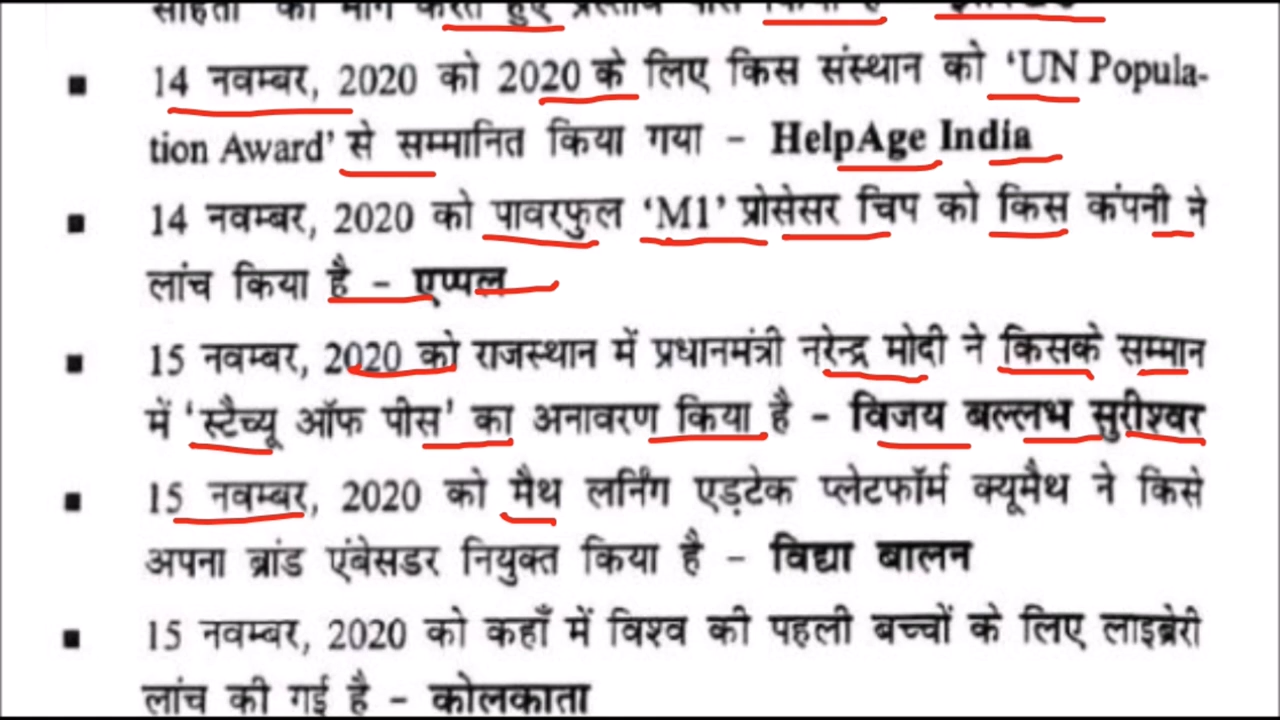 करते हुए प्रस्ताव पास किया है -
▪ 14 नवम्बर, 2020 को 2020 के लिए किस संस्थान को ‘UN Popula-
tion Award’ से सम्मानित किया गया - HelpAge India
▪ 14 नवम्बर, 2020 को पावरफुल ‘M1’ प्रोसेसर चिप को किस कंपनी ने
लांच किया है - एप्पल
▪ 15 नवम्बर, 2020 को राजस्थान में प्रधानमंत्री नरेन्द्र मोदी ने किसके सम्मान
में ‘स्टैच्यू ऑफ पीस’ का अनावरण किया है - विजय बल्लभ सुरीश्वर
▪ 15 नवम्बर, 2020 को मैथ लर्निंग एड़टेक प्लेटफॉर्म क्यूमैथ ने किसे
अपना ब्रांड एंबेसडर नियुक्त किया है - विद्या बालन
▪ 15 नवम्बर, 2020 को कहाँ में विश्व की पहली बच्चों के लिए लाइब्रेरी
लांच की गई है - कोलकाता